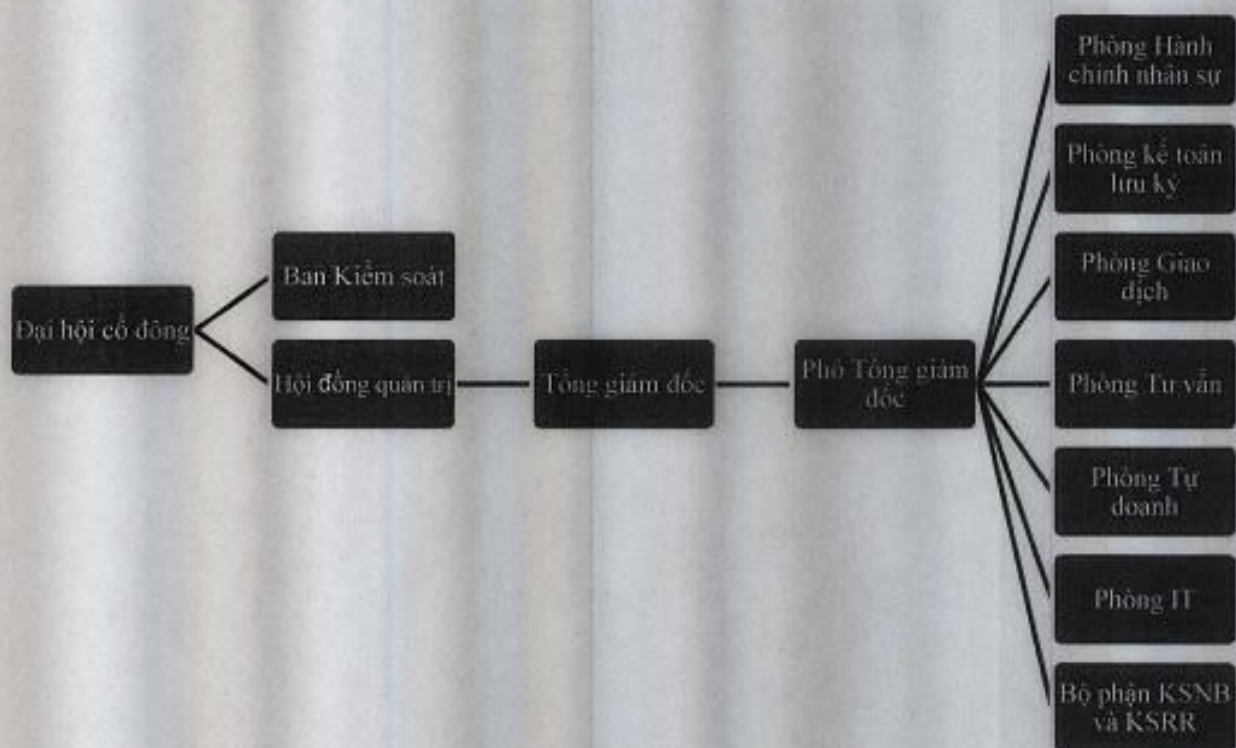 Đại hội cổ đông
Ban Kiểm soát
Hội đồng quản trị
Tổng giám đốc
Phó Tổng giám
đốc
Phòng Hành
chính nhân sự
Phòng kế toán
lưu ký
Phòng Giao
dịch
Phòng Tư vấn
Phòng Tự
doanh
Phòng IT
Bộ phận KSNB
và KSRR